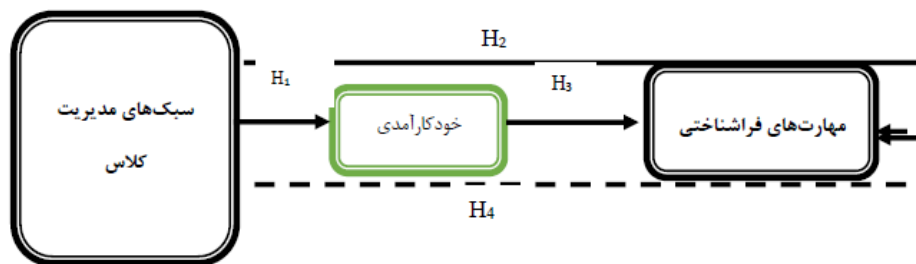 H2
H1
H3
سبک‌های مدیریت
کلاس
خودکارآمدی
مهارت‌های فراشناختی
H4